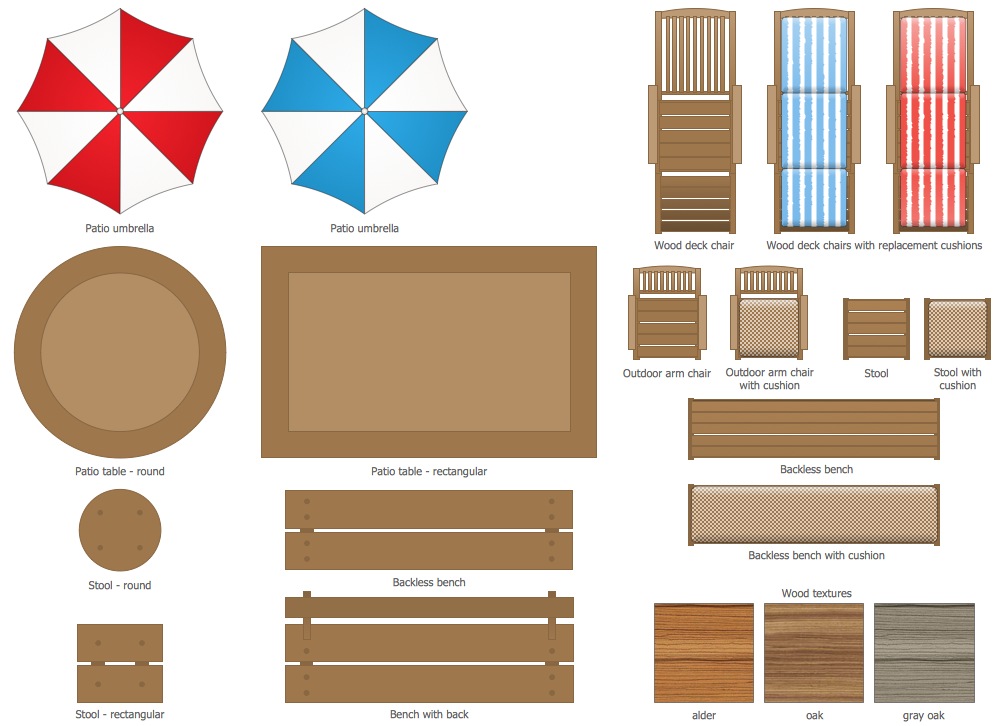 Patio umbrella
Patio umbrella
Wood deck chair
Wood deck chairs with replacement cushions
Outdoor arm chair
Outdoor arm chair
with cushion
Stool
Stool with
cushion
Patio table - round
Patio table - rectangular
Backless bench
Backless bench with cushion
Stool - round
Backless bench
Wood textures
Stool - rectangular
Bench with back
alder
oak
gray oak